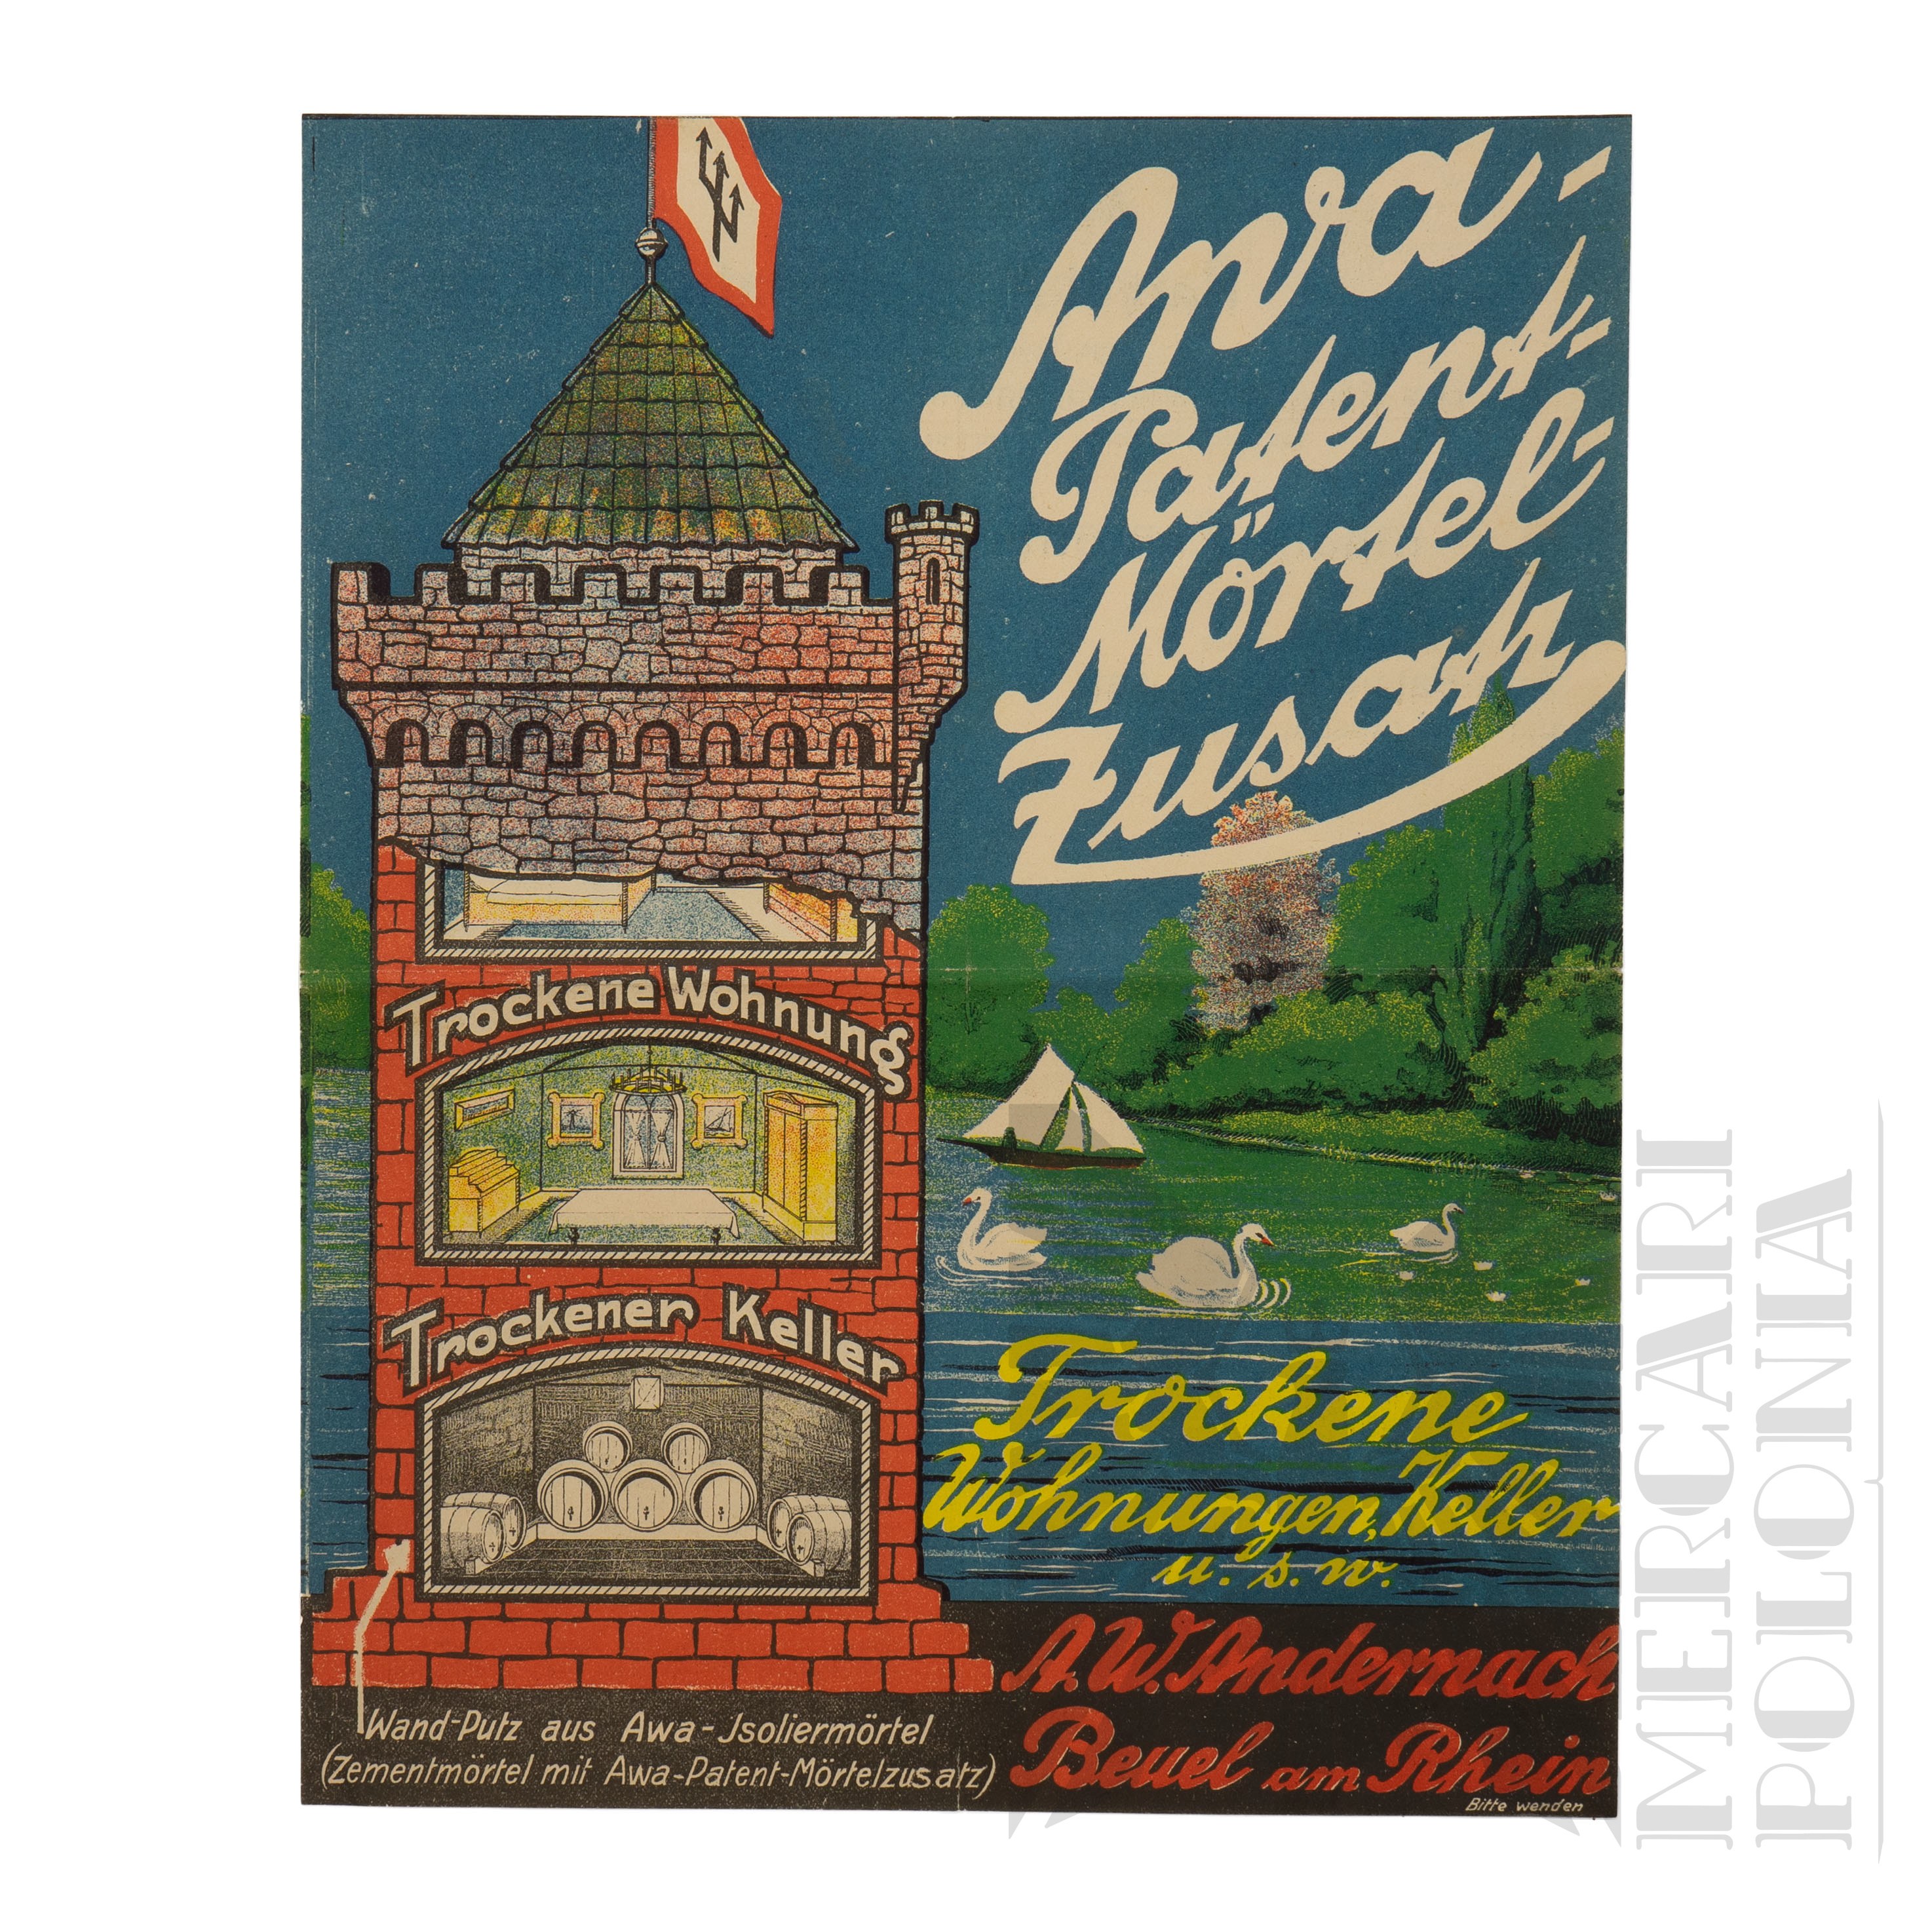 Awa-
Patent-
Mörtel-
Zusatz
Trockene Wohnung
Trockener Keller
Trockene
Wohnungen, Keller
u. s. w.
A. W. Andernach
Beuel am Rhein
Wand-Putz aus Awa-Jsoliermörtel
(Zementmörtel mit Awa-Patent-Mörtelzusatz)
Bitte wenden
MERCARI
POLONIA